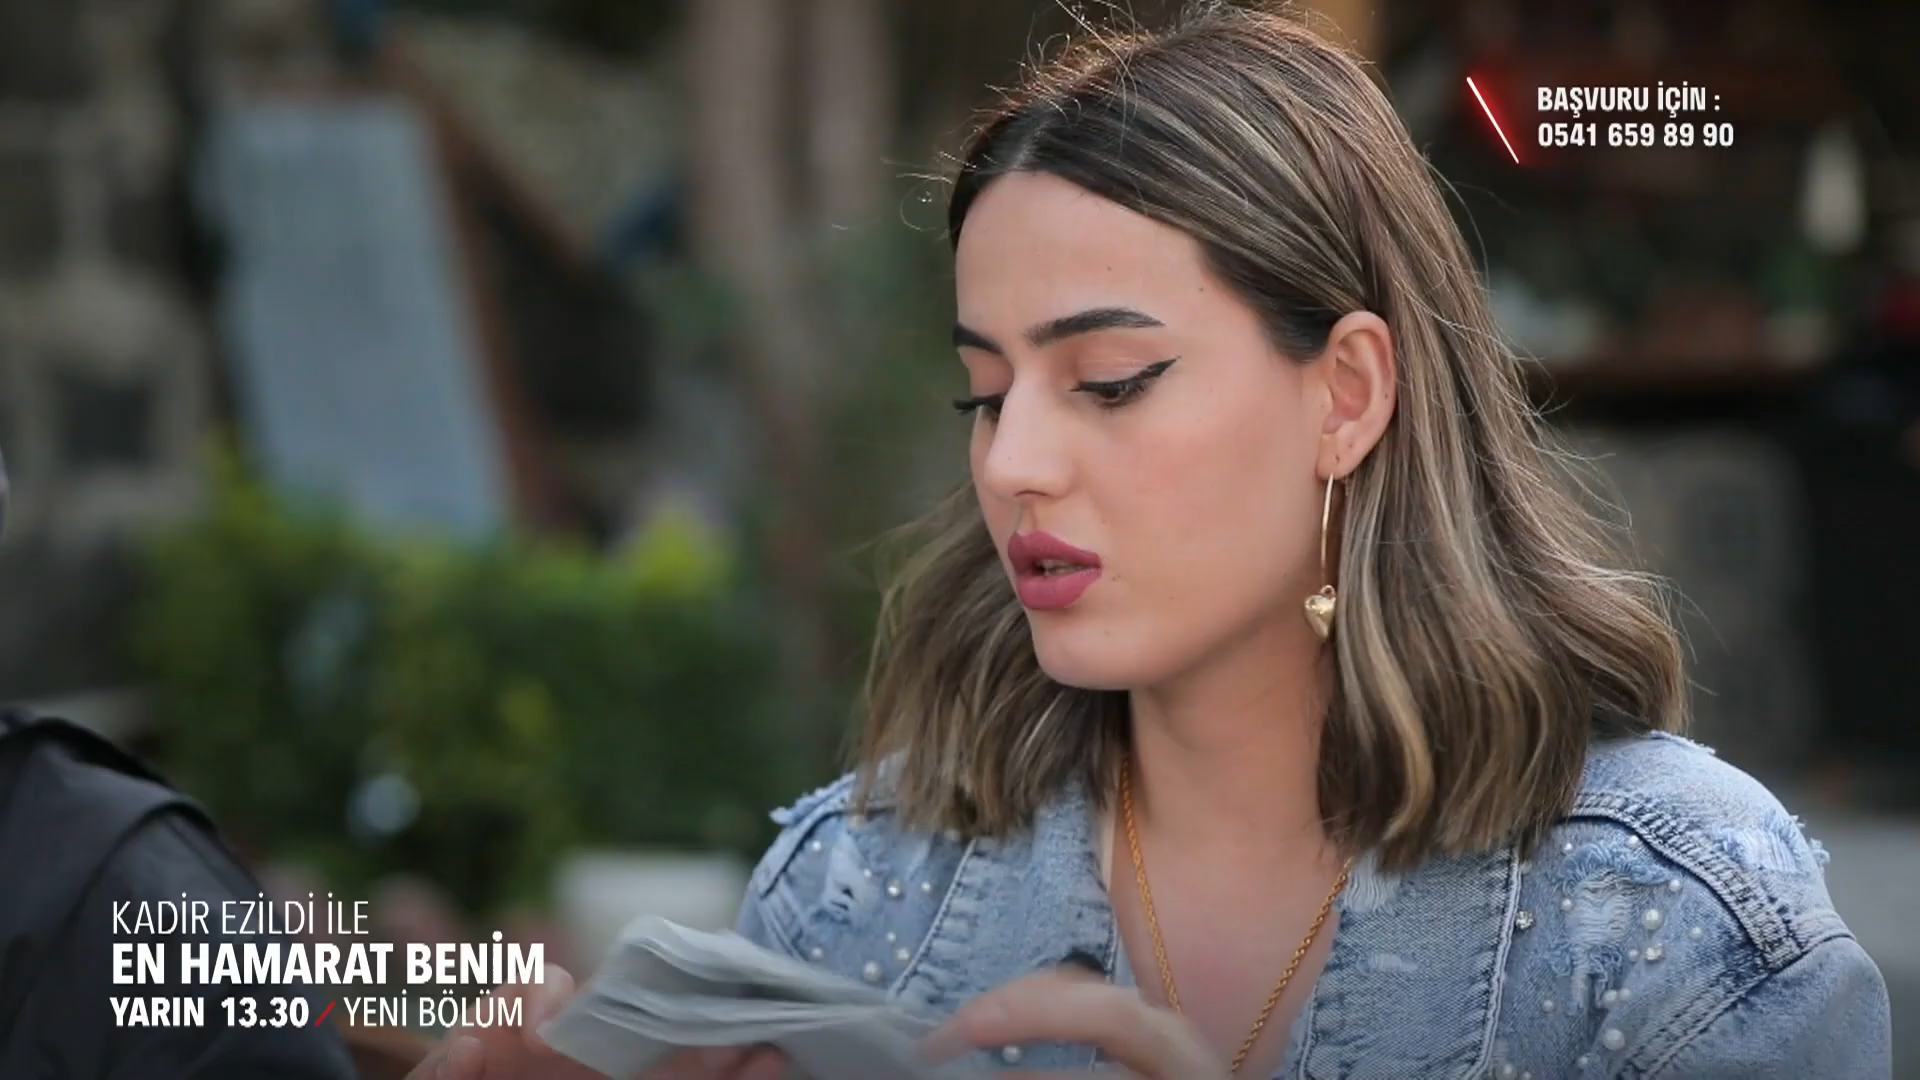 BAŞVURU İÇİN :
0541 659 89 90
KADİR EZİLDİ İLE
EN HAMARAT BENİM
YARIN 13.30 / YENİ BÖLÜM